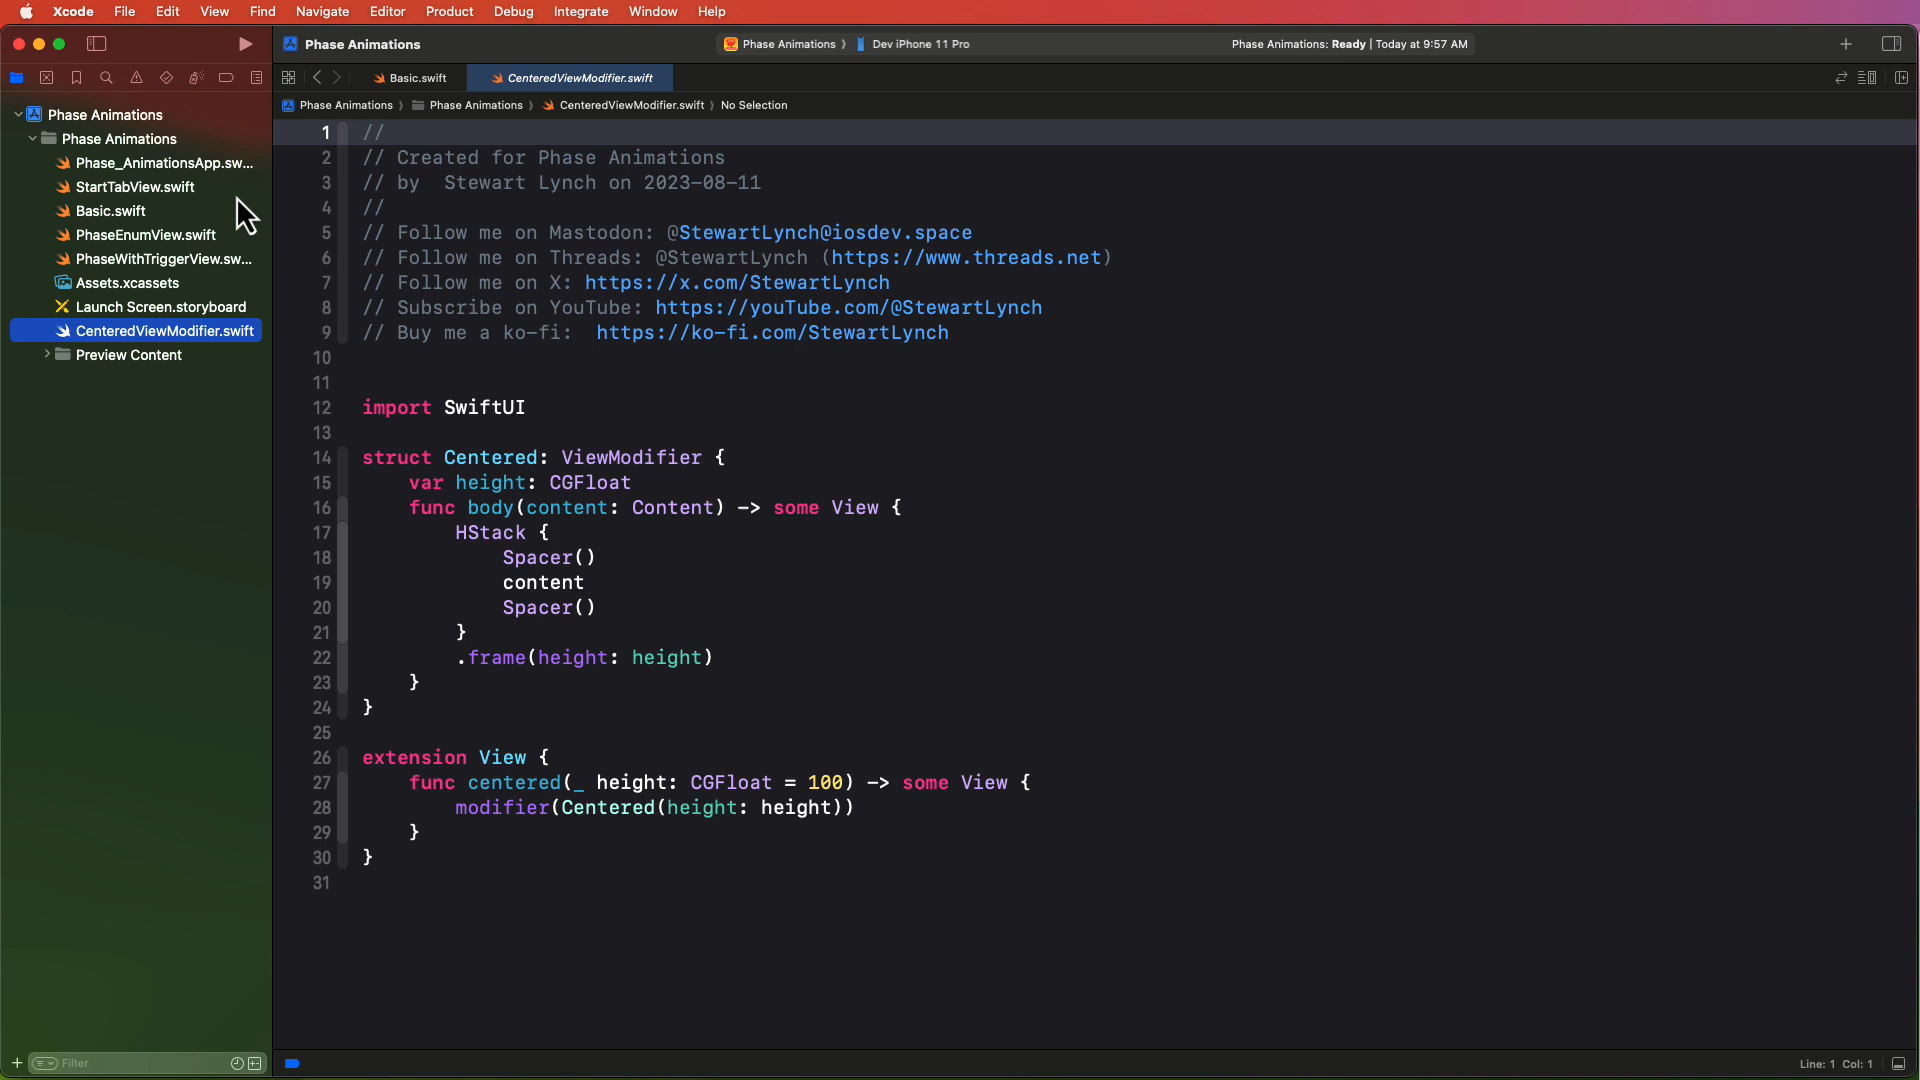 Xcode File Edit View Find Navigate Editor Product Debug Integrate Window Help
Phase Animations
Phase Animations 〉 Dev iPhone 11 Pro
Phase Animations: Ready | Today at 9:57 AM
Basic.swift
CenteredViewModifier.swift
Phase Animations 〉 Phase Animations 〉 CenteredViewModifier.swift 〉 No Selection
Phase Animations
Phase Animations
Phase_AnimationsApp.sw...
StartTabView.swift
Basic.swift
PhaseEnumView.swift
PhaseWithTriggerView.sw...
Assets.xcassets
Launch Screen.storyboard
CenteredViewModifier.swift
Preview Content
1 //
2 // Created for Phase Animations
3 // by  Stewart Lynch on 2023-08-11
4 //
5 // Follow me on Mastodon: @StewartLynch@iosdev.space
6 // Follow me on Threads: @StewartLynch (https://www.threads.net)
7 // Follow me on X: https://x.com/StewartLynch
8 // Subscribe on YouTube: https://youTube.com/@StewartLynch
9 // Buy me a ko-fi:  https://ko-fi.com/StewartLynch
10
11
12 import SwiftUI
13
14 struct Centered: ViewModifier {
15     var height: CGFloat
16     func body(content: Content) -> some View {
17         HStack {
18             Spacer()
19             content
20             Spacer()
21         }
22         .frame(height: height)
23     }
24 }
25
26 extension View {
27     func centered(_ height: CGFloat = 100) -> some View {
28         modifier(Centered(height: height))
29     }
30 }
31
Filter
Line: 1 Col: 1